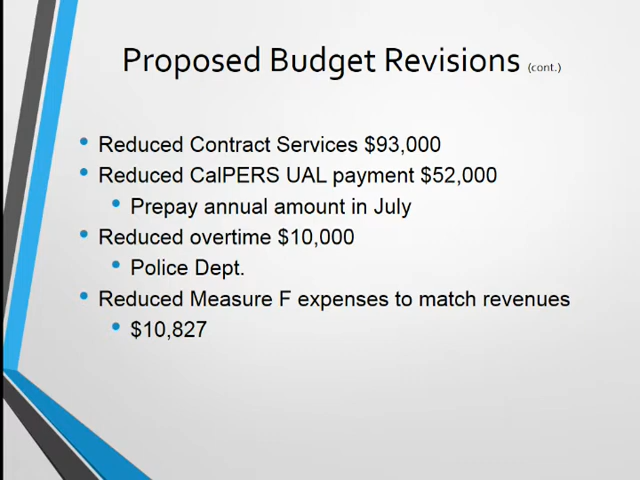 Proposed Budget Revisions (cont.)
• Reduced Contract Services $93,000
• Reduced CalPERS UAL payment $52,000
• Prepay annual amount in July
• Reduced overtime $10,000
• Police Dept.
• Reduced Measure F expenses to match revenues
• $10,827